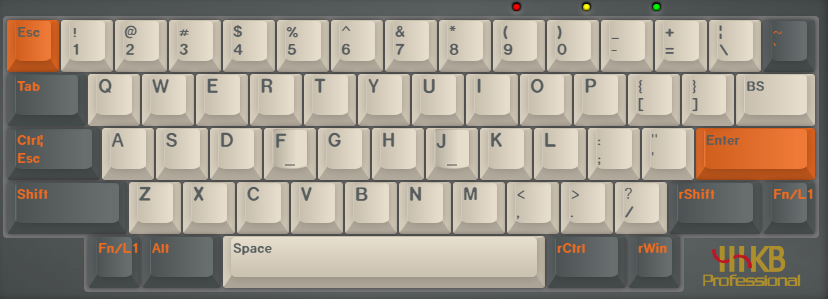 Esc ! @ # $ % ^ & * ( ) _ + ¦ ~
1 2 3 4 5 6 7 8 9 0 - = \ `
Tab Q W E R T Y U I O P { } BS
[ ]
Ctrl; A S D F G H J K L : " Enter
Esc _ _ ; '
Shift Z X C V B N M < > ? rShift Fn/L1
, . /
Fn/L1 Alt Space rCtrl rWin
HHKB
Professional